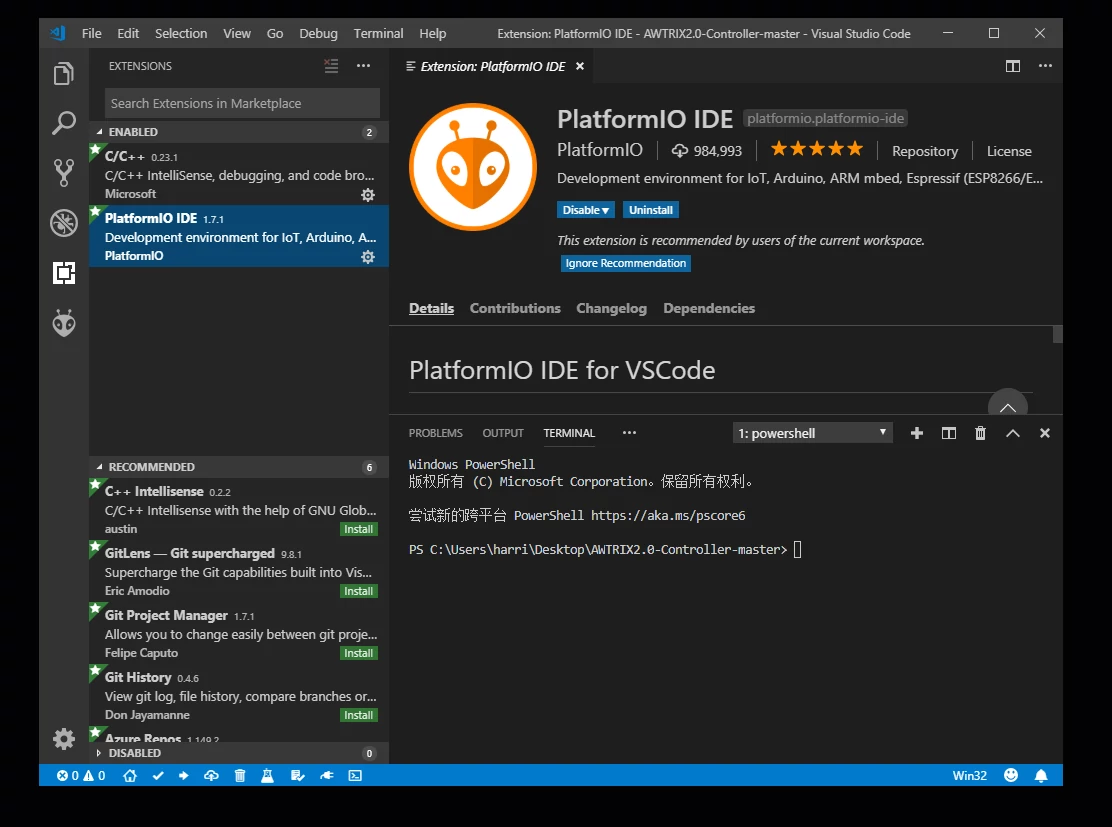 File Edit Selection View Go Debug Terminal Help Extension: PlatformIO IDE - AWTRIX2.0-Controller-master - Visual Studio Code
EXTENSIONS
Search Extensions in Marketplace
ENABLED 2
C/C++ 0.23.1
C/C++ IntelliSense, debugging, and code bro...
Microsoft
PlatformIO IDE 1.7.1
Development environment for IoT, Arduino, A...
PlatformIO
RECOMMENDED 6
C++ Intellisense 0.2.2
C/C++ Intellisense with the help of GNU Glob...
austin Install
GitLens — Git supercharged 9.8.1
Supercharge the Git capabilities built into Vis...
Eric Amodio Install
Git Project Manager 1.7.1
Allows you to change easily between git proje...
Felipe Caputo Install
Git History 0.4.6
View git log, file history, compare branches or...
Don Jayamanne Install
Azure Repos 1.149.2
DISABLED 0
Extension: PlatformIO IDE
PlatformIO IDE platformio.platformio-ide
PlatformIO 984,993 Repository License
Development environment for IoT, Arduino, ARM mbed, Espressif (ESP8266/E...
Disable Uninstall
This extension is recommended by users of the current workspace.
Ignore Recommendation
Details Contributions Changelog Dependencies
PlatformIO IDE for VSCode
PROBLEMS OUTPUT TERMINAL 1: powershell
Windows PowerShell
版权所有 (C) Microsoft Corporation。保留所有权利。
尝试新的跨平台 PowerShell https://aka.ms/pscore6
PS C:\Users\harri\Desktop\AWTRIX2.0-Controller-master>
0 0 Win32